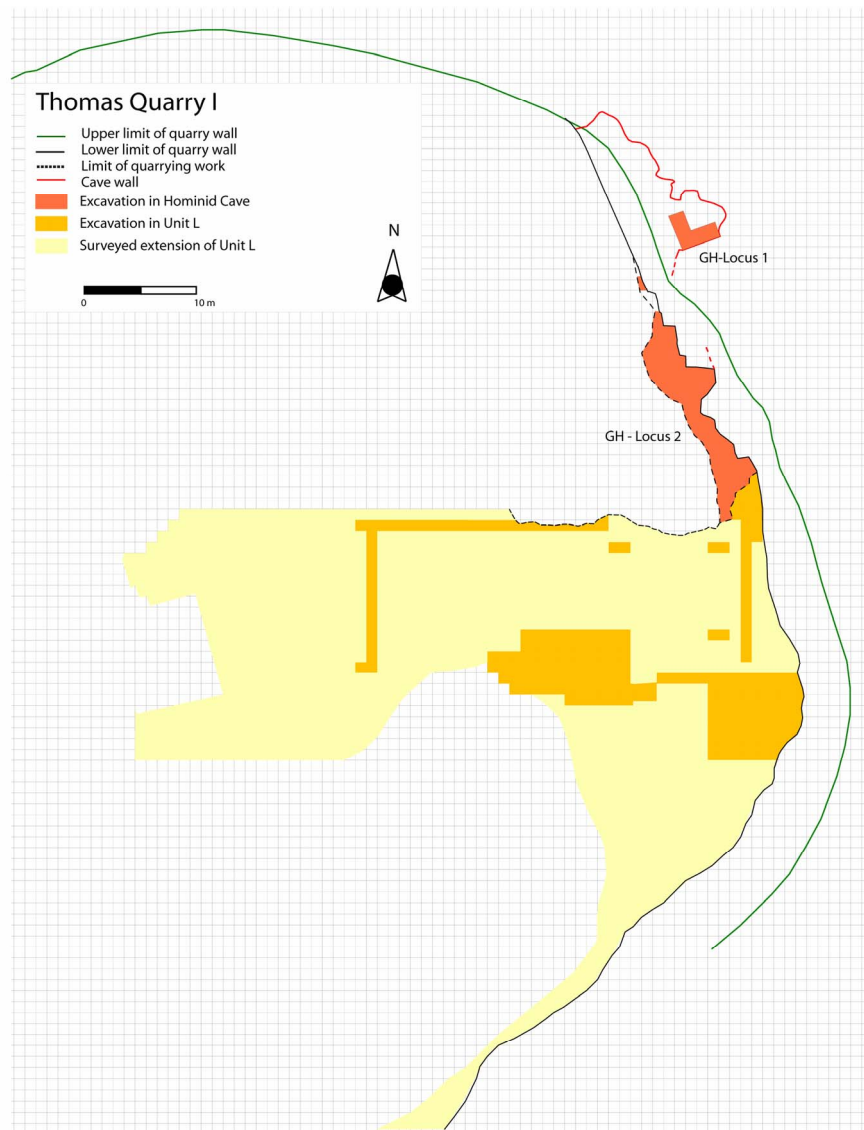 Thomas Quarry I
Upper limit of quarry wall
Lower limit of quarry wall
Limit of quarrying work
Cave wall
Excavation in Hominid Cave
Excavation in Unit L
Surveyed extension of Unit L
N
0 10 m
GH-Locus 1
GH - Locus 2